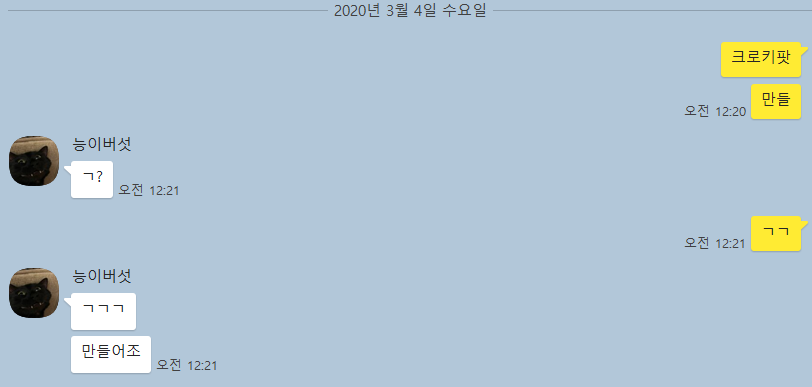 2020년 3월 4일 수요일
크로키팟
만들
오전 12:20
능이버섯
ㄱ?
오전 12:21
ㄱㄱ
오전 12:21
능이버섯
ㄱㄱㄱ
만들어조
오전 12:21